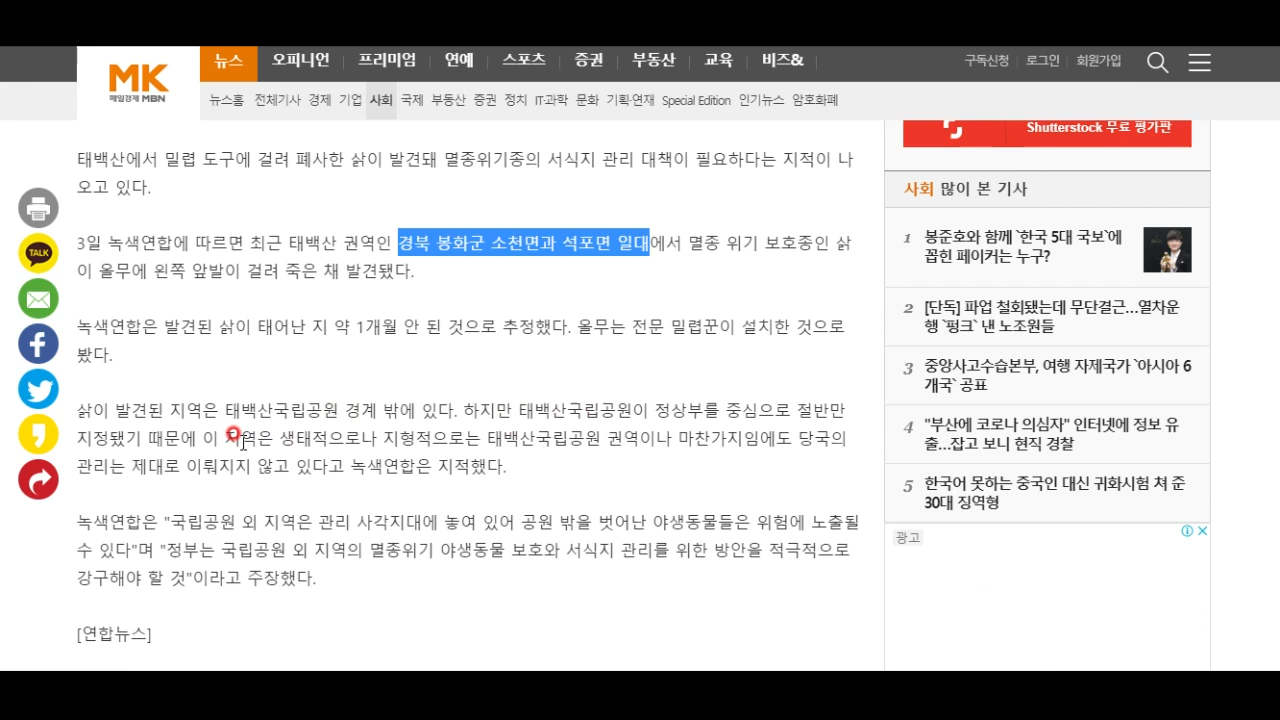 뉴스 오피니언 프리미엄 연예 스포츠 증권 부동산 교육 비즈& 구독신청 로그인 회원가입
MK
매일경제 MBN
뉴스홈 전체기사 경제 기업 사회 국제 부동산 증권 정치 IT·과학 문화 기획·연재 Special Edition 인기뉴스 암호화폐
Shutterstock 무료 평가판
태백산에서 밀렵 도구에 걸려 폐사한 삵이 발견돼 멸종위기종의 서식지 관리 대책이 필요하다는 지적이 나
오고 있다.
3일 녹색연합에 따르면 최근 태백산 권역인 경북 봉화군 소천면과 석포면 일대에서 멸종 위기 보호종인 삵
이 올무에 왼쪽 앞발이 걸려 죽은 채 발견됐다.
녹색연합은 발견된 삵이 태어난 지 약 1개월 안 된 것으로 추정했다. 올무는 전문 밀렵꾼이 설치한 것으로
봤다.
삵이 발견된 지역은 태백산국립공원 경계 밖에 있다. 하지만 태백산국립공원이 정상부를 중심으로 절반만
지정됐기 때문에 이 지역은 생태적으로나 지형적으로는 태백산국립공원 권역이나 마찬가지임에도 당국의
관리는 제대로 이뤄지지 않고 있다고 녹색연합은 지적했다.
녹색연합은 "국립공원 외 지역은 관리 사각지대에 놓여 있어 공원 밖을 벗어난 야생동물들은 위험에 노출될
수 있다"며 "정부는 국립공원 외 지역의 멸종위기 야생동물 보호와 서식지 관리를 위한 방안을 적극적으로
강구해야 할 것"이라고 주장했다.
[연합뉴스]
TALK
사회 많이 본 기사
1 봉준호와 함께 `한국 5대 국보`에
꼽힌 페이커는 누구?
2 [단독] 파업 철회됐는데 무단결근…열차운
행 `펑크` 낸 노조원들
3 중앙사고수습본부, 여행 자제국가 `아시아 6
개국` 공표
4 "부산에 코로나 의심자" 인터넷에 정보 유
출…잡고 보니 현직 경찰
5 한국어 못하는 중국인 대신 귀화시험 쳐 준
30대 징역형
광고